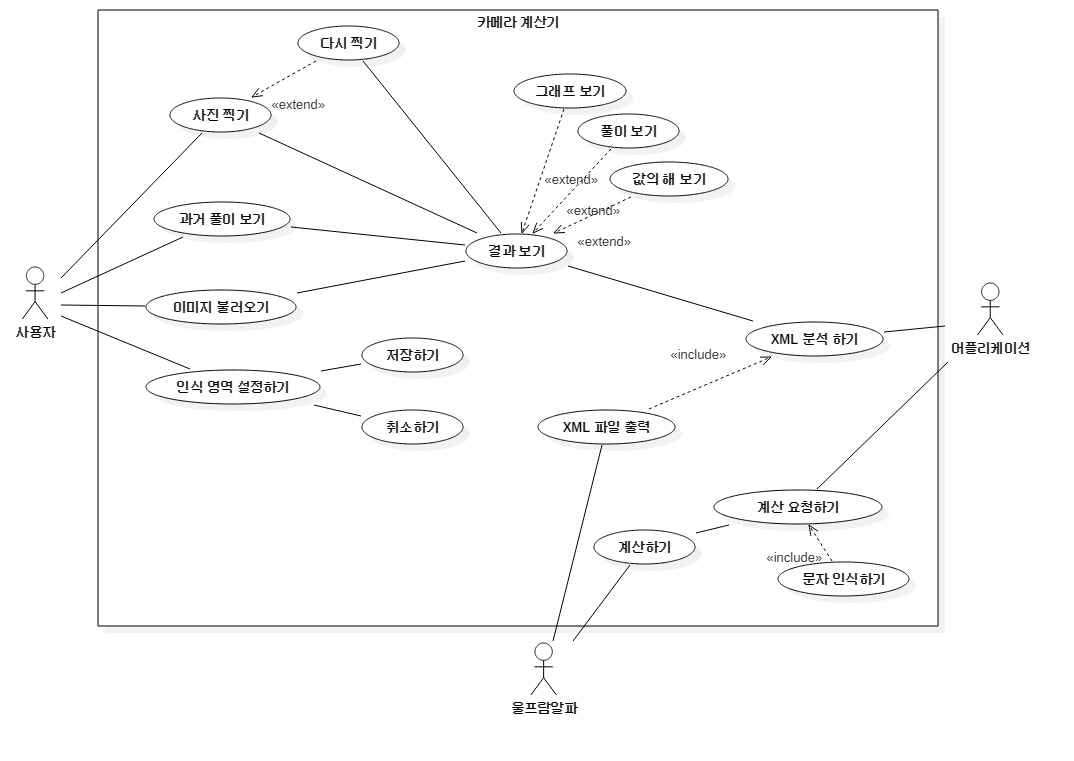 카메라 계산기
다시 찍기
«extend»
사진 찍기
그래프 보기
풀이 보기
«extend»
값의 해 보기
«extend»
«extend»
과거 풀이 보기
결과 보기
이미지 불러오기
사용자
XML 분석 하기
어플리케이션
저장하기
«include»
인식 영역 설정하기
취소하기
XML 파일 출력
계산 요청하기
계산하기
«include»
문자 인식하기
울프람알파